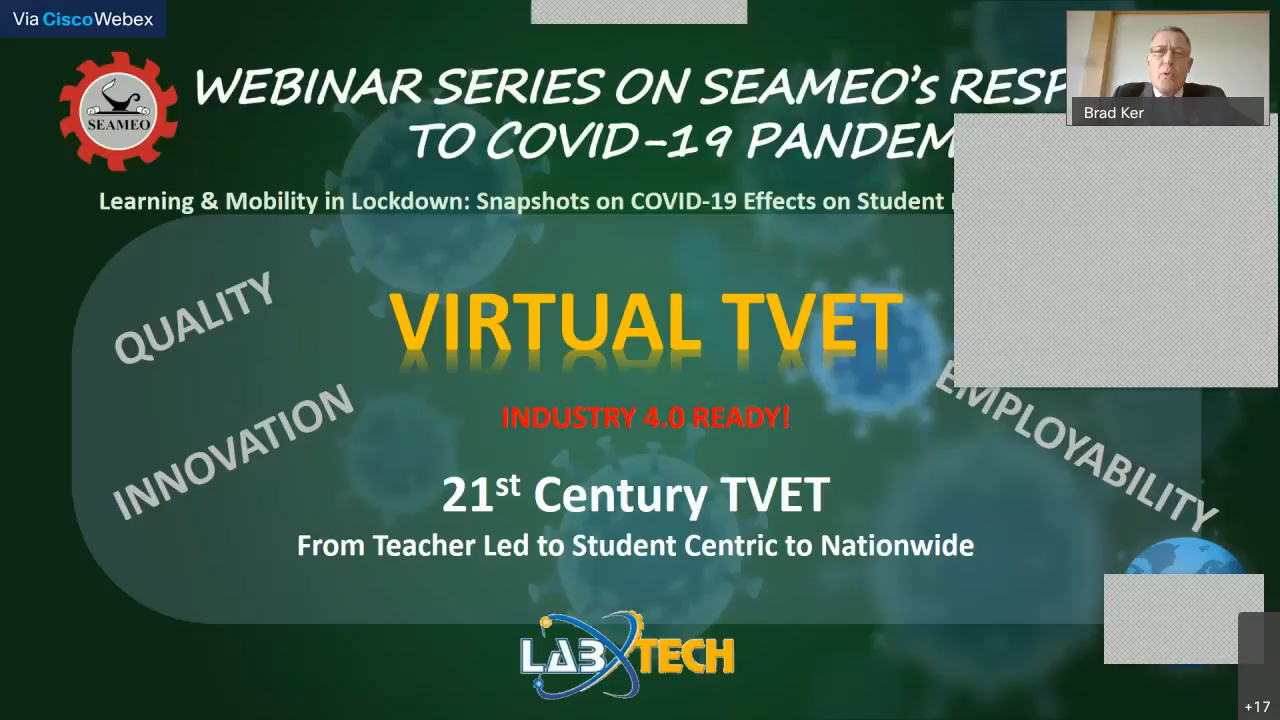 Via CiscoWebex
WEBINAR SERIES ON SEAMEO's RESP
TO COVID-19 PANDEM
SEAMEO
Brad Ker
Learning & Mobility in Lockdown: Snapshots on COVID-19 Effects on Student
QUALITY
VIRTUAL TVET
INNOVATION
INDUSTRY 4.0 READY!
EMPLOYABILITY
21st Century TVET
From Teacher Led to Student Centric to Nationwide
LABTECH
+17